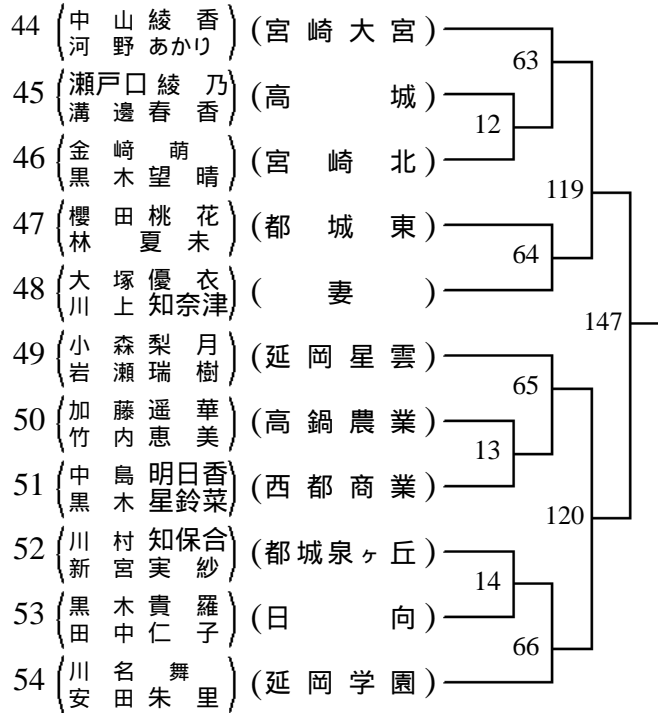 44 (中山綾香 河野あかり) (宮崎大宮)
63
45 (瀬戸口綾乃 溝邊春香) (高城)
12
46 (金﨑萌 黒木望晴) (宮崎北)
119
47 (櫻田桃花 林夏未) (都城東)
64
48 (大塚優衣 川上知奈津) (妻)
147
49 (小森梨月 岩瀬瑞樹) (延岡星雲)
65
50 (加藤遥華 竹内恵美) (高鍋農業)
13
51 (中島明日香 黒木星鈴菜) (西都商業)
120
52 (川村知保合 新宮実紗) (都城泉ヶ丘)
14
53 (黒木貴羅 田中仁子) (日向)
66
54 (川名舞 安田朱里) (延岡学園)